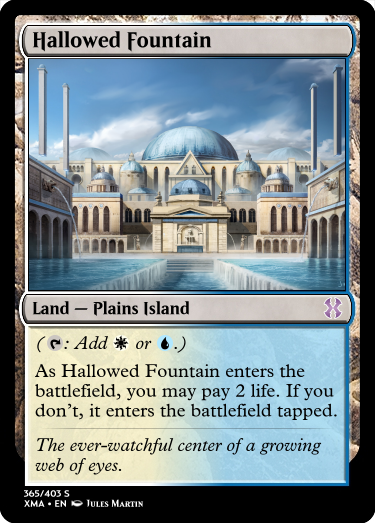 Hallowed Fountain
Land — Plains Island
( : Add or .)
As Hallowed Fountain enters the
battlefield, you may pay 2 life. If you
don't, it enters the battlefield tapped.
The ever-watchful center of a growing
web of eyes.
365/403 S
XMA • EN Jules Martin